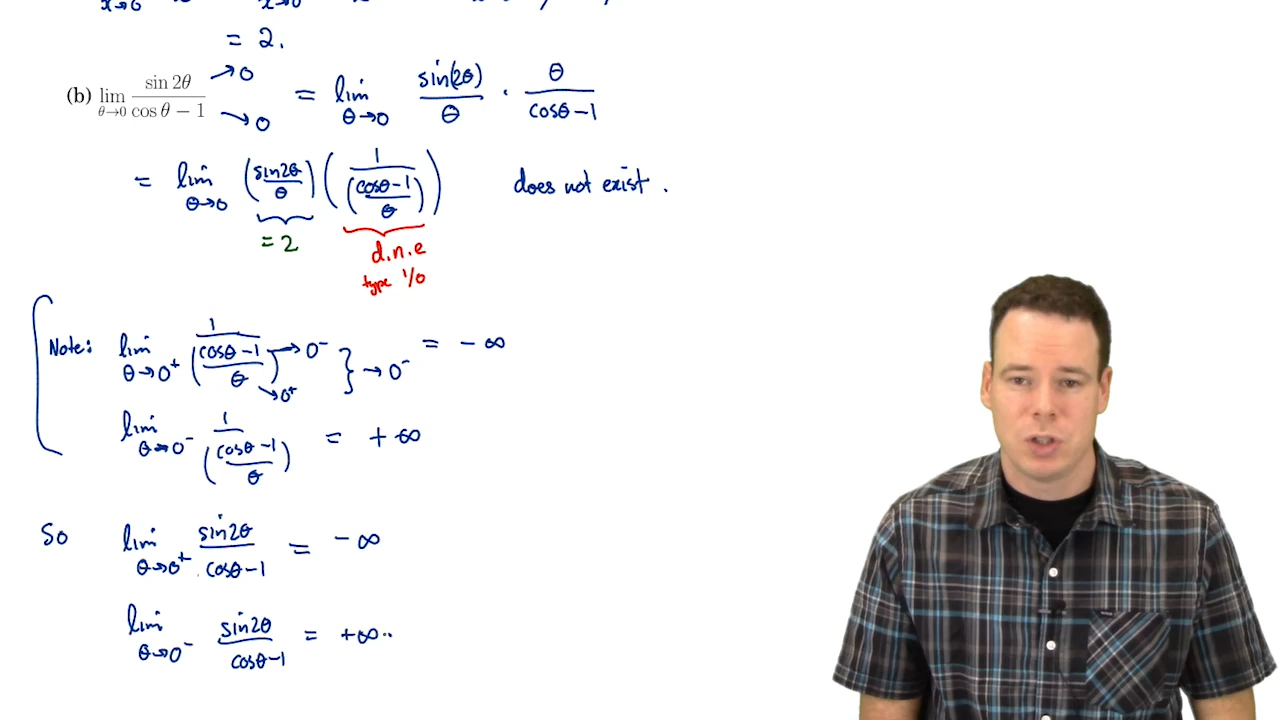 = 2.
(b) lim θ→0 sin 2θ / cos θ − 1 →0 →0 = lim θ→0 sin(2θ)/θ · θ/cosθ−1
= lim θ→0 (sin2θ/θ) (1/(cosθ−1/θ)) does not exist.
= 2 d.n.e
type 1/0
Note: lim θ→0⁺ 1/(cosθ−1/θ) →0⁻ →0⁺ } →0⁻ = −∞
lim θ→0⁻ 1/(cosθ−1/θ) = +∞
So lim θ→0⁺ sin2θ/cosθ−1 = −∞
lim θ→0⁻ sin2θ/cosθ−1 = +∞..